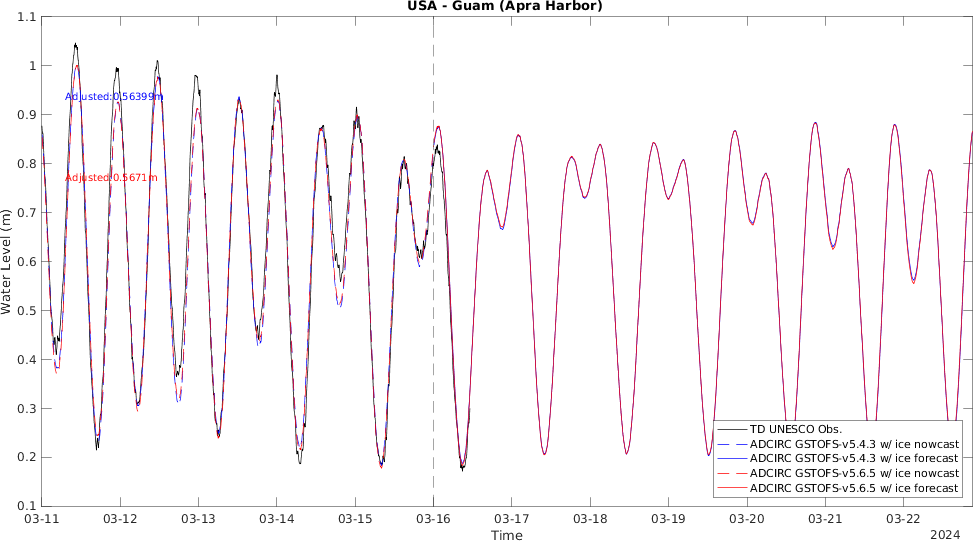 USA - Guam (Apra Harbor)
1.1
1
0.9
0.8
0.7
0.6
0.5
0.4
0.3
0.2
0.1
Water Level (m)
Adjusted:0.56399m
Adjusted:0.5671m
TD UNESCO Obs.
ADCIRC GSTOFS-v5.4.3 w/ ice nowcast
ADCIRC GSTOFS-v5.4.3 w/ ice forecast
ADCIRC GSTOFS-v5.6.5 w/ ice nowcast
ADCIRC GSTOFS-v5.6.5 w/ ice forecast
03-11 03-12 03-13 03-14 03-15 03-16 03-17 03-18 03-19 03-20 03-21 03-22
Time
2024